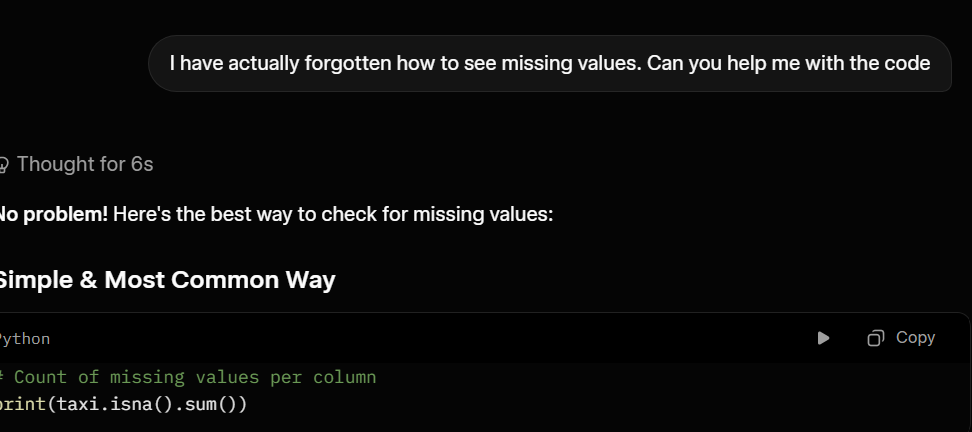 I have actually forgotten how to see missing values. Can you help me with the code
Thought for 6s
No problem! Here's the best way to check for missing values:
Simple & Most Common Way
Python
Copy
# Count of missing values per column
print(taxi.isna().sum())